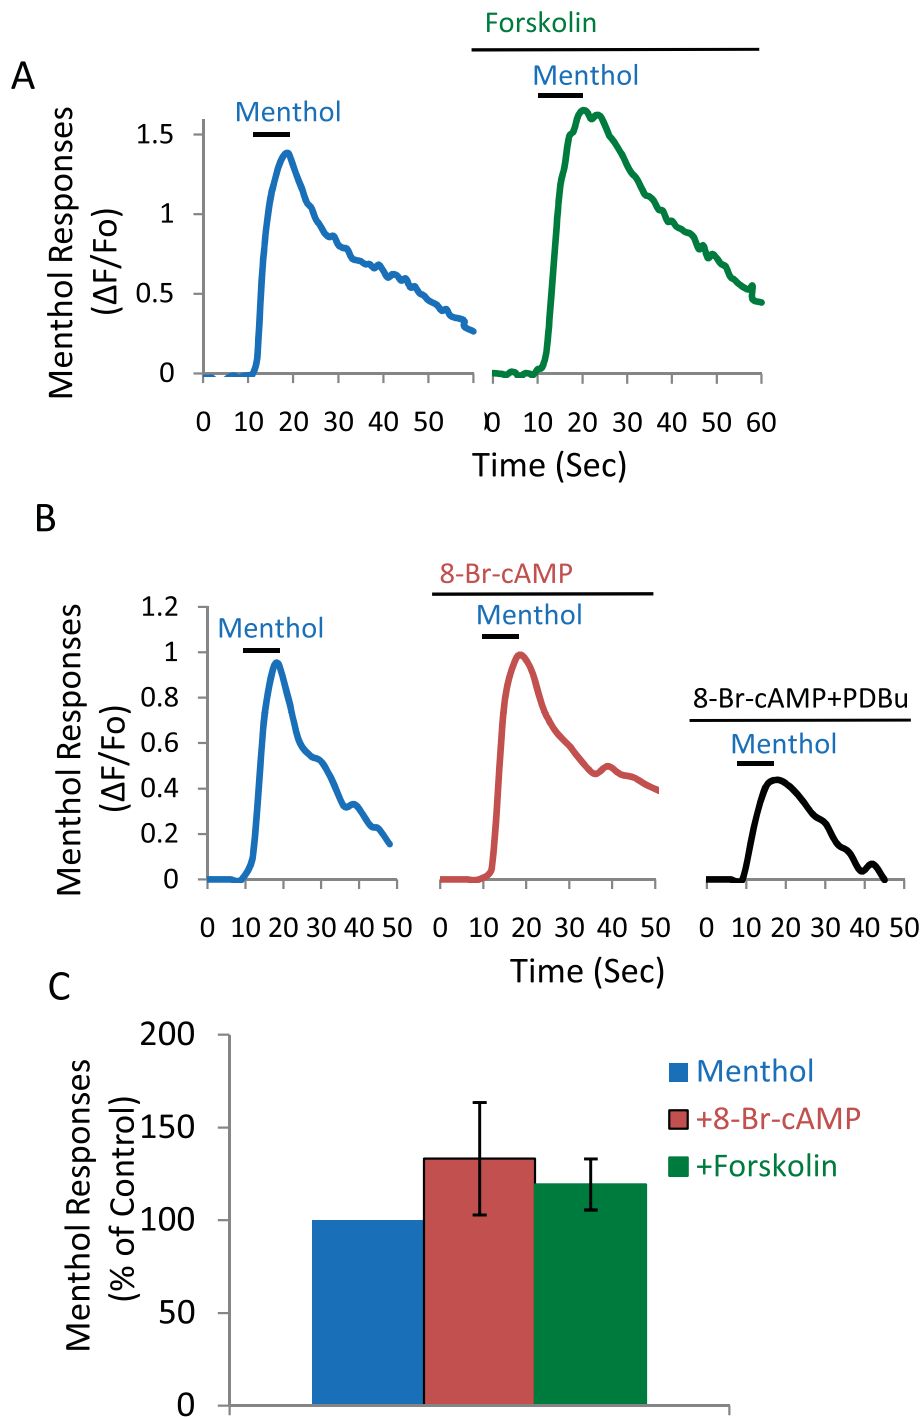 Forskolin
A
Menthol
Menthol
Menthol Responses
(ΔF/Fo)
1.5
1
0.5
0
0 10 20 30 40 50
0 10 20 30 40 50 60
Time (Sec)
B
8-Br-cAMP
Menthol
Menthol
8-Br-cAMP+PDBu
Menthol
Menthol Responses
(ΔF/Fo)
1.2
1
0.8
0.6
0.4
0.2
0
0 10 20 30 40 50
0 10 20 30 40 50
0 10 20 30 40 50
Time (Sec)
C
Menthol Responses
(% of Control)
200
150
100
50
0
Menthol
+8-Br-cAMP
+Forskolin